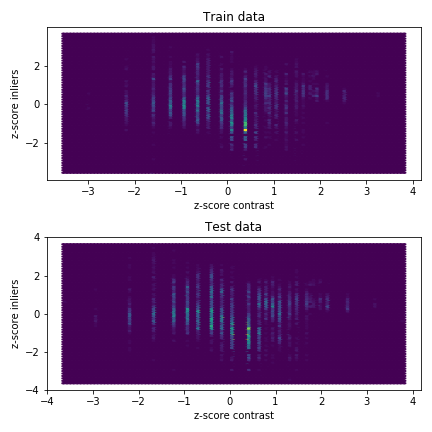 Train data
z-score inliers
2
0
−2
−3 −2 −1 0 1 2 3 4
z-score contrast
Test data
z-score inliers
4
2
0
−2
−4
−4 −3 −2 −1 0 1 2 3 4
z-score contrast